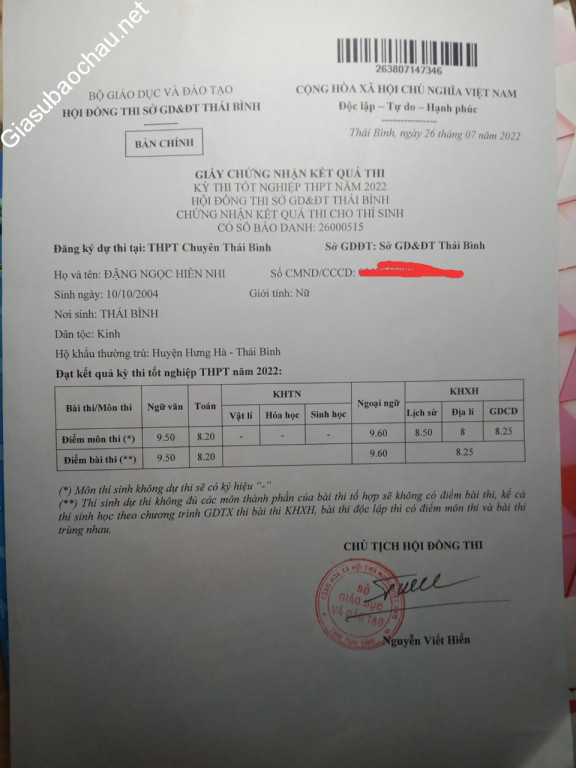 Giasubaochau.net
263807147346
BỘ GIÁO DỤC VÀ ĐÀO TẠO
HỘI ĐỒNG THI SỞ GD&ĐT THÁI BÌNH
CỘNG HÒA XÃ HỘI CHỦ NGHĨA VIỆT NAM
Độc lập - Tự do - Hạnh phúc
BẢN CHÍNH
Thái Bình, ngày 26 tháng 07 năm 2022
GIẤY CHỨNG NHẬN KẾT QUẢ THI
KỲ THI TỐT NGHIỆP THPT NĂM 2022
HỘI ĐỒNG THI SỞ GD&ĐT THÁI BÌNH
CHỨNG NHẬN KẾT QUẢ THI CHO THÍ SINH
CÓ SỐ BÁO DANH: 26000515
Đăng ký dự thi tại: THPT Chuyên Thái Bình Sở GDĐT: Sở GD&ĐT Thái Bình
Họ và tên: ĐẶNG NGỌC HIÊN NHI Số CMND/CCCD:
Sinh ngày: 10/10/2004 Giới tính: Nữ
Nơi sinh: THÁI BÌNH
Dân tộc: Kinh
Hộ khẩu thường trú: Huyện Hưng Hà - Thái Bình
Đạt kết quả kỳ thi tốt nghiệp THPT năm 2022:
Bài thi/Môn thi Ngữ văn Toán KHTN Ngoại ngữ KHXH
Vật lí Hóa học Sinh học Lịch sử Địa lí GDCD
Điểm môn thi (*) 9.50 8.20 - - - 9.60 8.50 8 8.25
Điểm bài thi (**) 9.50 8.20 9.60 8.25
(*) Môn thí sinh không dự thi sẽ có ký hiệu "-"
(**) Thí sinh dự thi không đủ các môn thành phần của bài thi tổ hợp sẽ không có điểm bài thi, kể cả
thí sinh học theo chương trình GDTX thi bài thi KHXH, bài thi độc lập thì có điểm môn thi và bài thi
trùng nhau.
CHỦ TỊCH HỘI ĐỒNG THI
SỞ
GIÁO DỤC
VÀ ĐÀO TẠO
Nguyễn Viết Hiển